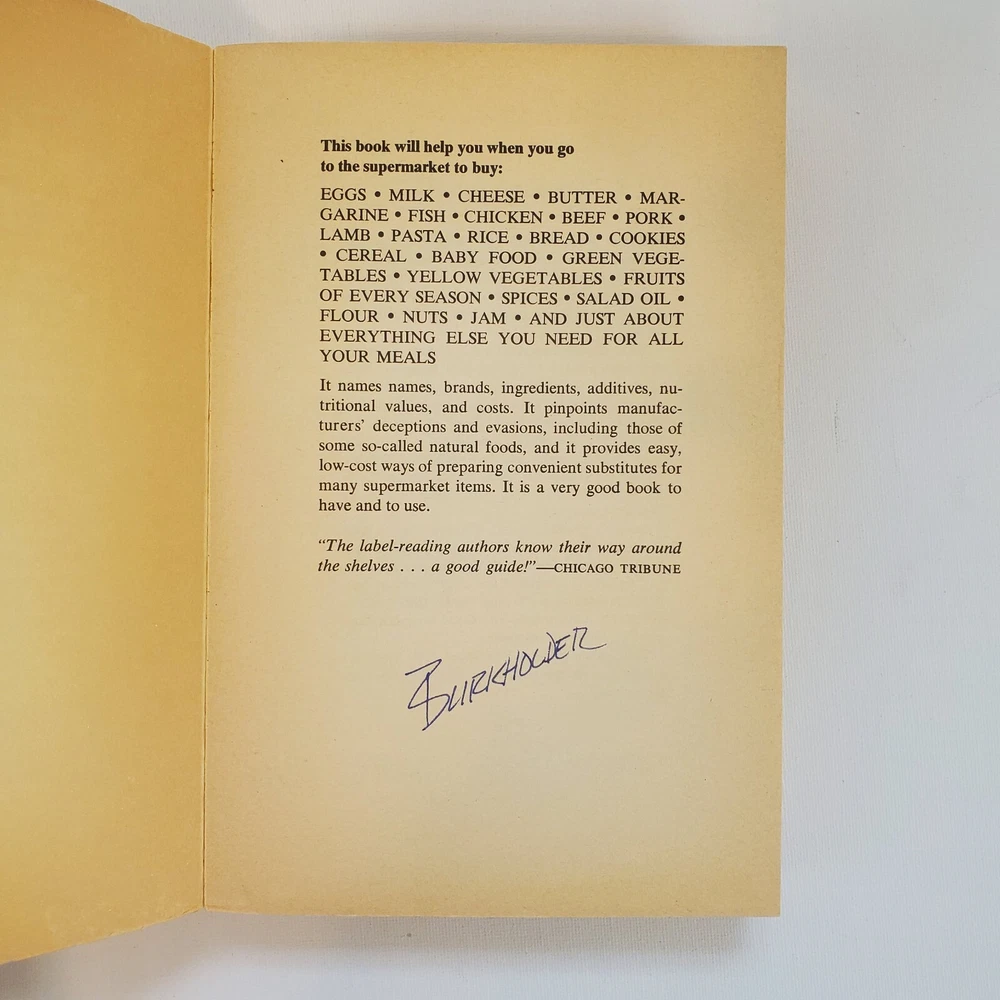 This book will help you when you go
to the supermarket to buy:
EGGS • MILK • CHEESE • BUTTER • MAR-
GARINE • FISH • CHICKEN • BEEF • PORK •
LAMB • PASTA • RICE • BREAD • COOKIES
• CEREAL • BABY FOOD • GREEN VEGE-
TABLES • YELLOW VEGETABLES • FRUITS
OF EVERY SEASON • SPICES • SALAD OIL •
FLOUR • NUTS • JAM • AND JUST ABOUT
EVERYTHING ELSE YOU NEED FOR ALL
YOUR MEALS
It names names, brands, ingredients, additives, nu-
tritional values, and costs. It pinpoints manufac-
turers’ deceptions and evasions, including those of
some so-called natural foods, and it provides easy,
low-cost ways of preparing convenient substitutes for
many supermarket items. It is a very good book to
have and to use.
“The label-reading authors know their way around
the shelves . . . a good guide!”—CHICAGO TRIBUNE
BURKHOLDER